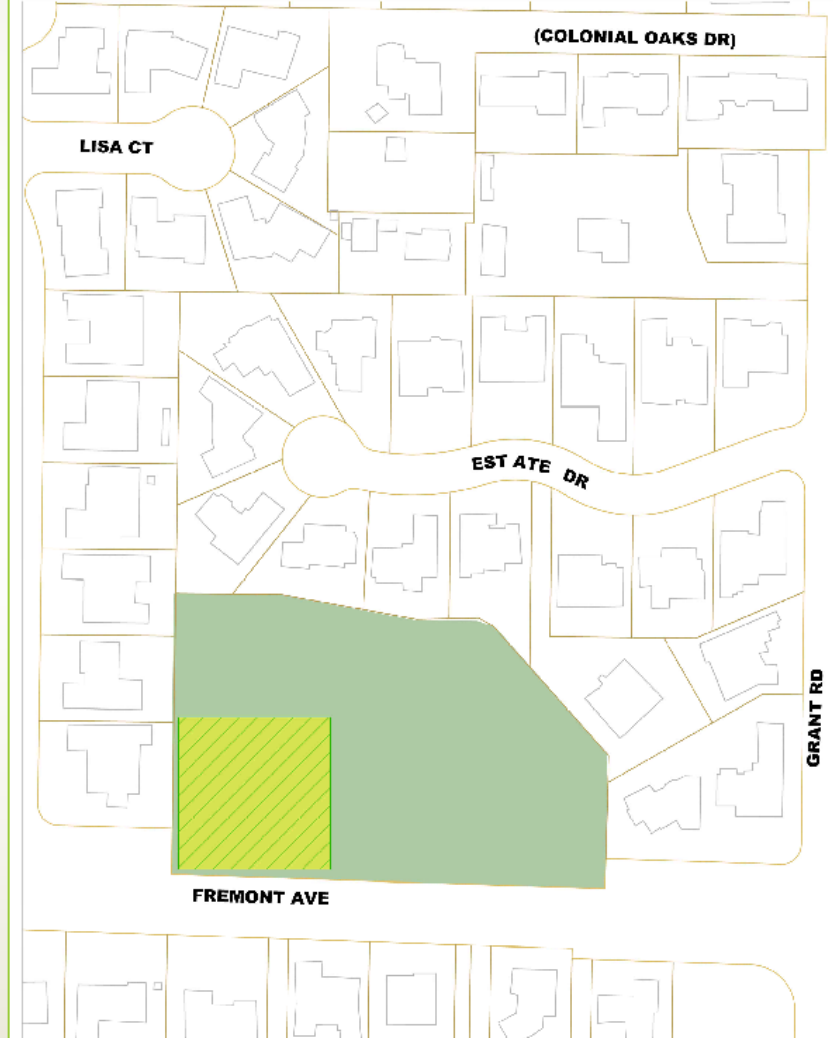 (COLONIAL OAKS DR)
LISA CT
EST ATE DR
GRANT RD
FREMONT AVE